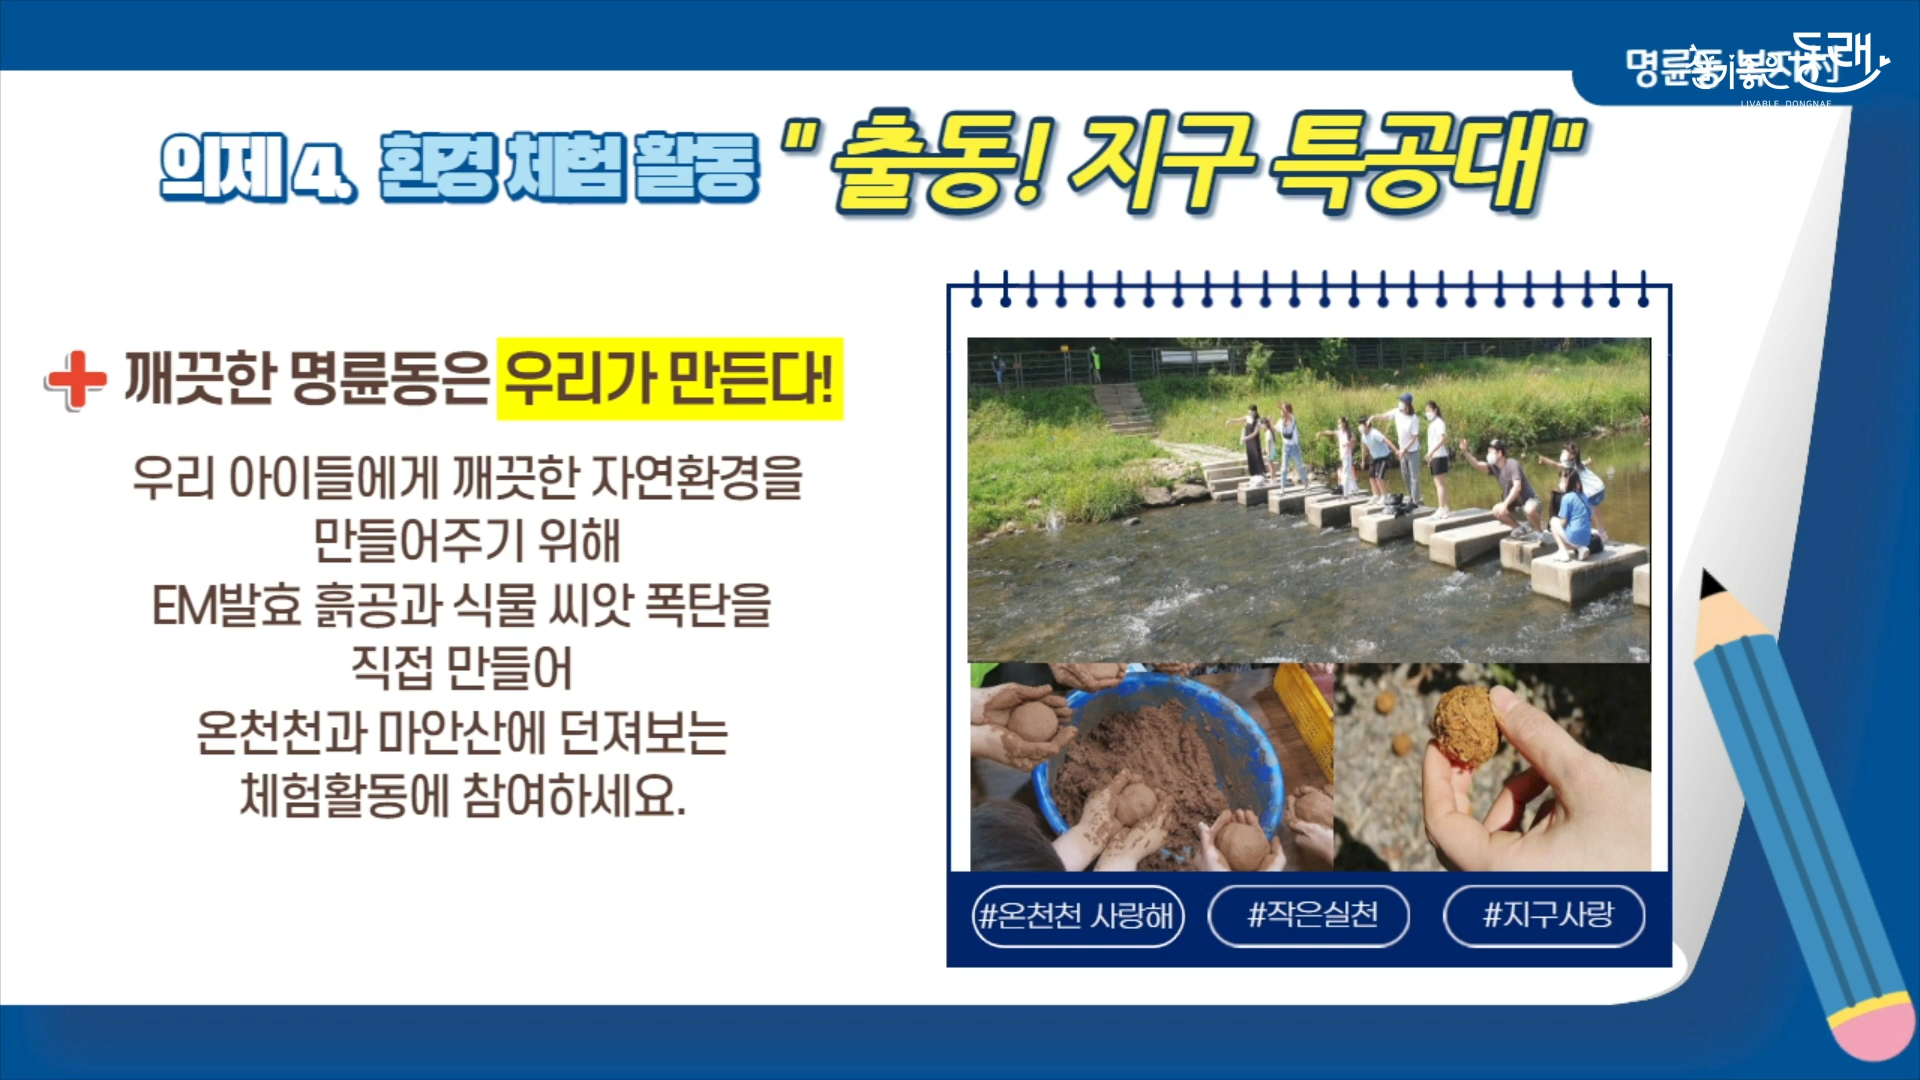 명륜동
LIVABLE DONGNAE
의제 4. 환경 체험 활동 "출동! 지구 특공대"
깨끗한 명륜동은 우리가 만든다!
우리 아이들에게 깨끗한 자연환경을
만들어주기 위해
EM발효 흙공과 식물 씨앗 폭탄을
직접 만들어
온천천과 마안산에 던져보는
체험활동에 참여하세요.
#온천천 사랑해
#작은실천
#지구사랑